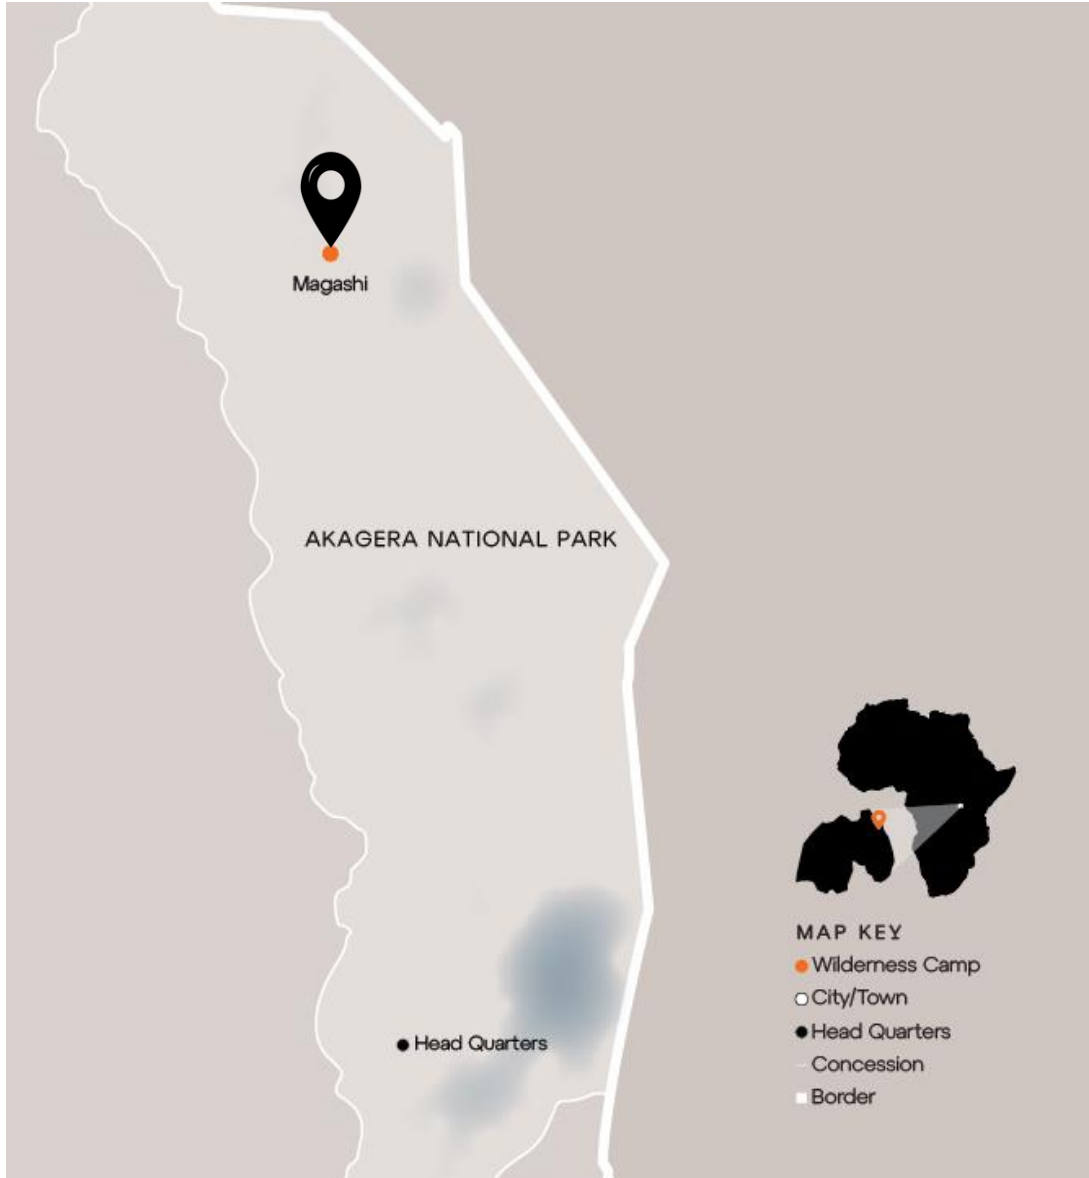 Magashi
AKAGERA NATIONAL PARK
Head Quarters
MAP KEY
Wilderness Camp
City/Town
Head Quarters
Concession
Border